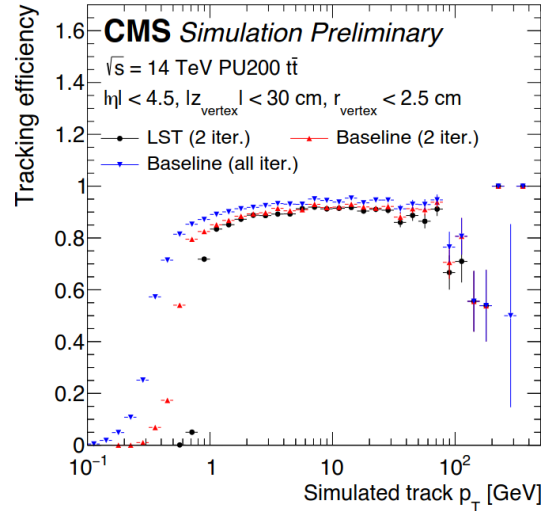 CMS Simulation Preliminary
√s = 14 TeV PU200 tt̄
|η| < 4.5, |z_vertex| < 30 cm, r_vertex < 2.5 cm
LST (2 iter.) Baseline (2 iter.)
Baseline (all iter.)
Tracking efficiency
1.6
1.4
1.2
1
0.8
0.6
0.4
0.2
0
10⁻¹ 1 10 10²
Simulated track p_T [GeV]